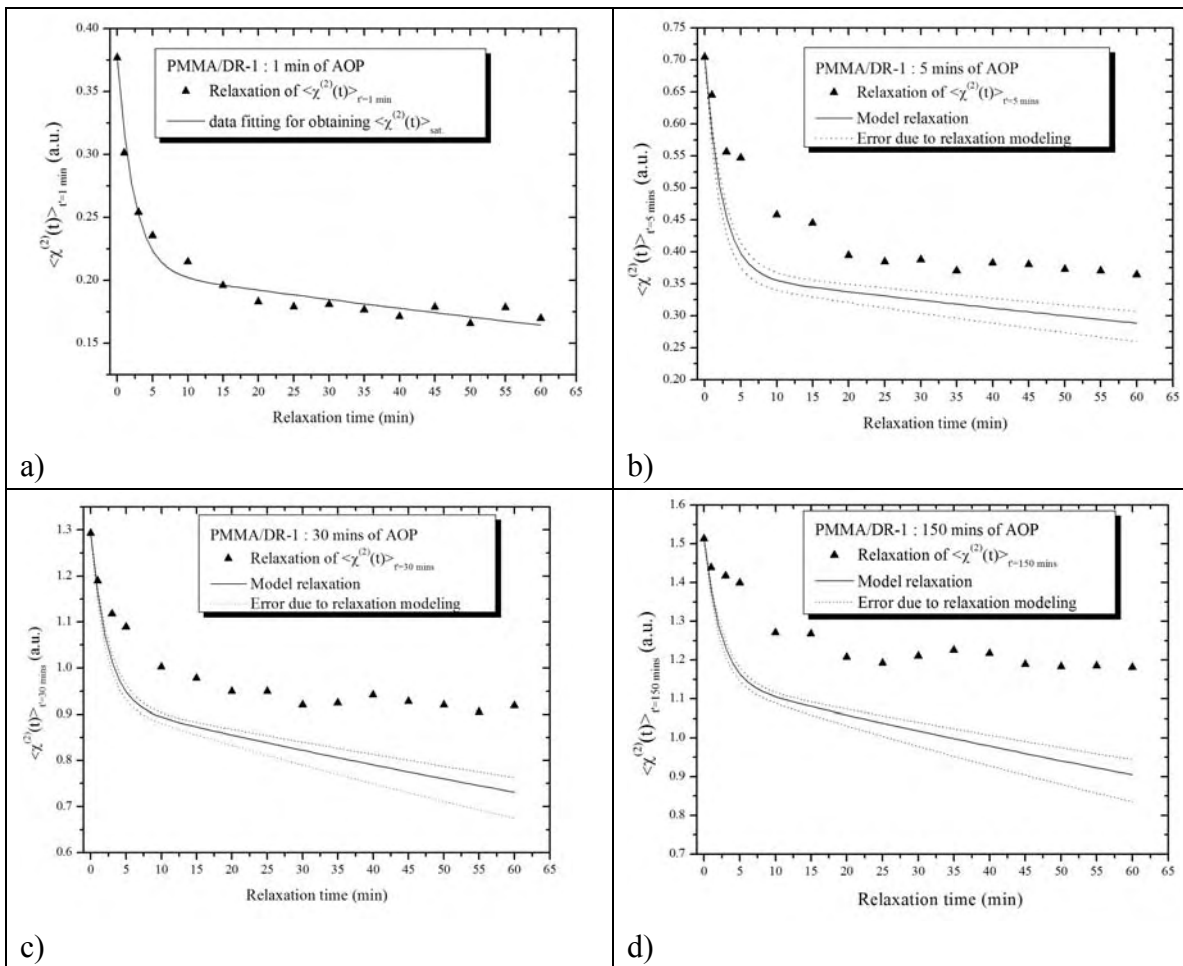 PMMA/DR-1 : 1 min of AOP
Relaxation of <χ(2)(t)>t'=1 min
data fitting for obtaining <χ(2)(t)>sat.
<χ(2)(t)>t'=1 min (a.u.)
0.40
0.35
0.30
0.25
0.20
0.15
0 5 10 15 20 25 30 35 40 45 50 55 60 65
Relaxation time (min)
a)
PMMA/DR-1 : 5 mins of AOP
Relaxation of <χ(2)(t)>t'=5 mins
Model relaxation
Error due to relaxation modeling
<χ(2)(t)>t'=5 mins (a.u.)
0.75
0.70
0.65
0.60
0.55
0.50
0.45
0.40
0.35
0.30
0.25
0.20
0 5 10 15 20 25 30 35 40 45 50 55 60 65
Relaxation time (min)
b)
PMMA/DR-1 : 30 mins of AOP
Relaxation of <χ(2)(t)>t'=30 mins
Model relaxation
Error due to relaxation modeling
<χ(2)(t)>t'=30 mins (a.u.)
1.3
1.2
1.1
1.0
0.9
0.8
0.7
0.6
0 5 10 15 20 25 30 35 40 45 50 55 60 65
Relaxation time (min)
c)
PMMA/DR-1 : 150 mins of AOP
Relaxation of <χ(2)(t)>t'=150 mins
Model relaxation
Error due to relaxation modeling
<χ(2)(t)>t'=150 mins (a.u.)
1.6
1.5
1.4
1.3
1.2
1.1
1.0
0.9
0.8
0.7
0 5 10 15 20 25 30 35 40 45 50 55 60 65
Relaxation time (min)
d)